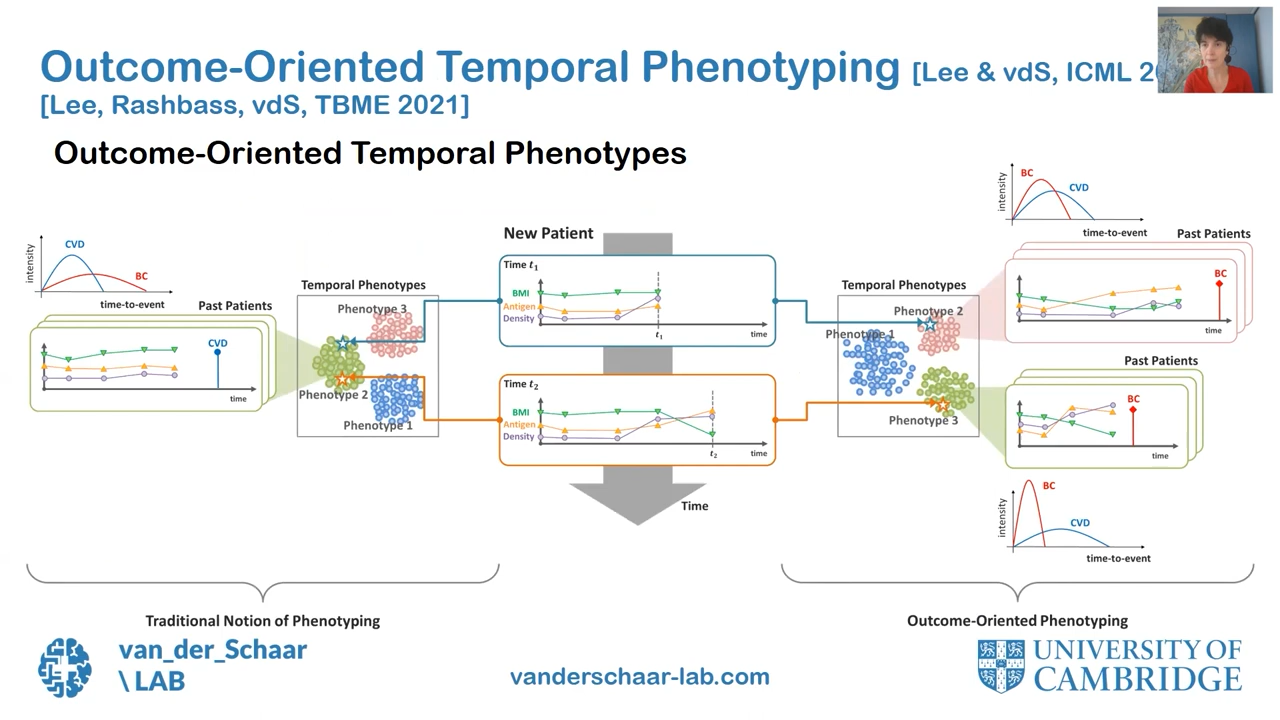 Outcome-Oriented Temporal Phenotyping [Lee & vdS, ICML 2
[Lee, Rashbass, vdS, TBME 2021]
Outcome-Oriented Temporal Phenotypes
intensity
CVD
BC
time-to-event
Past Patients
CVD
time
Temporal Phenotypes
Phenotype 3
Phenotype 2
Phenotype 1
New Patient
Time t1
BMI
Antigen
Density
t1
time
Time t2
BMI
Antigen
Density
t2
time
Time
Temporal Phenotypes
Phenotype 2
Phenotype 1
Phenotype 3
intensity
BC
CVD
time-to-event
Past Patients
BC
time
Past Patients
BC
time
intensity
BC
CVD
time-to-event
Traditional Notion of Phenotyping
Outcome-Oriented Phenotyping
van_der_Schaar
\ LAB
vanderschaar-lab.com
UNIVERSITY OF
CAMBRIDGE